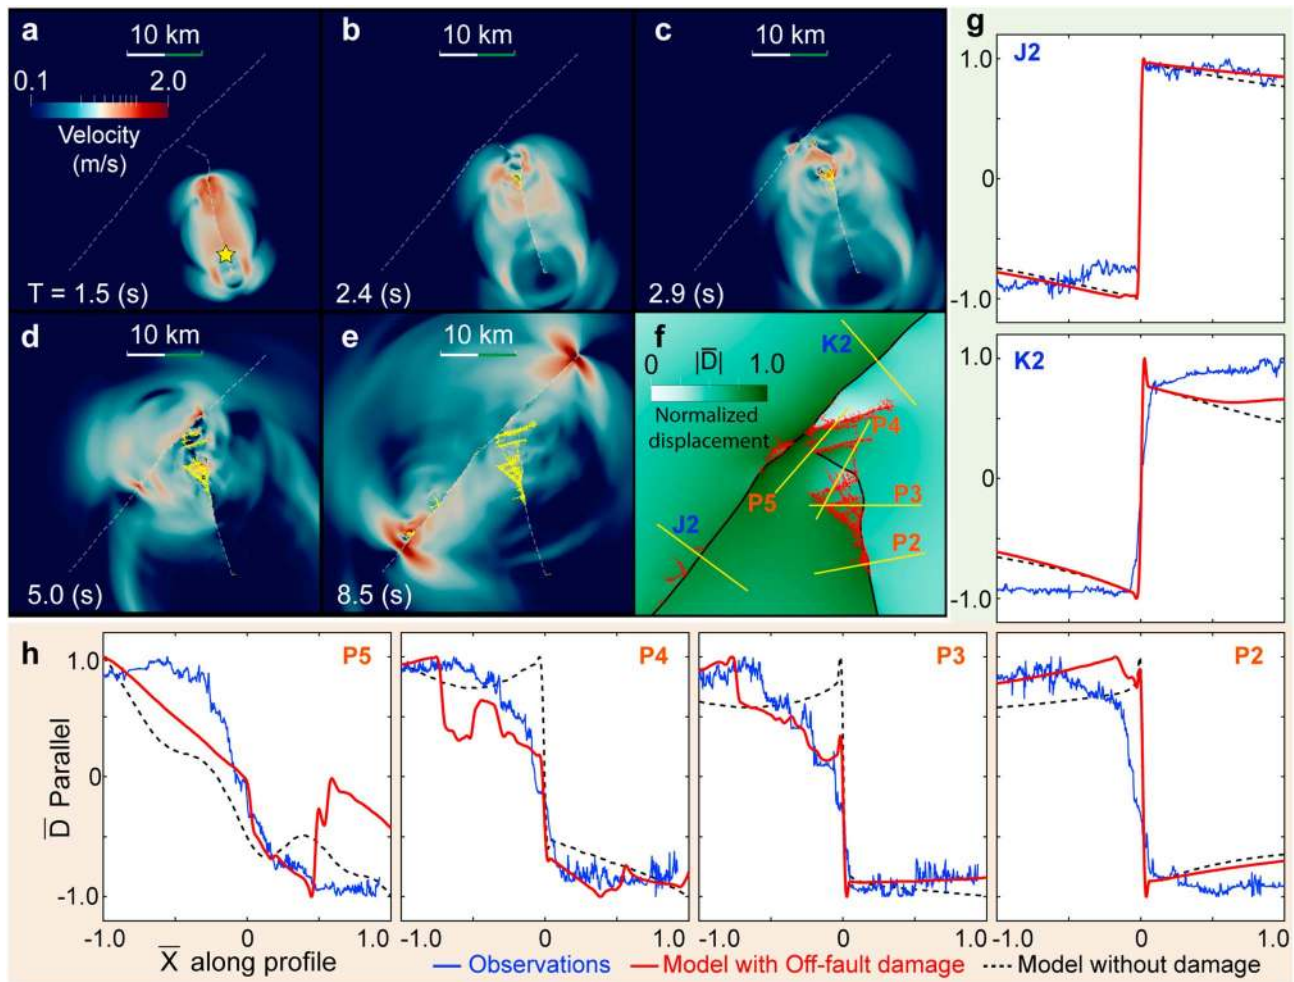 a
10 km
0.1
2.0
Velocity
(m/s)
T = 1.5 (s)
b
10 km
2.4 (s)
c
10 km
2.9 (s)
d
10 km
5.0 (s)
e
10 km
8.5 (s)
f
0 |D̅| 1.0
Normalized
displacement
K2
P4
P5
P3
J2
P2
g
J2
1.0
0
-1.0
K2
1.0
0
-1.0
h
P5
P4
P3
P2
1.0
0
-1.0
D̅ Parallel
-1.0
0
1.0
-1.0
0
1.0
0
1.0
0
1.0
X̅ along profile
Observations
Model with Off-fault damage
Model without damage